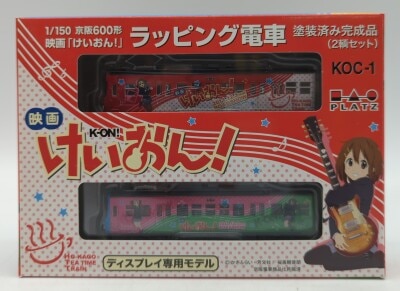 1/150 京阪600形
映画「けいおん!」
ラッピング電車
塗装済み完成品
(2輌セット)
KOC-1
PLATZ
映画
K-ON!
けいおん!
HO-KAGO
TEA TIME
TRAIN
ディスプレイ専用モデル